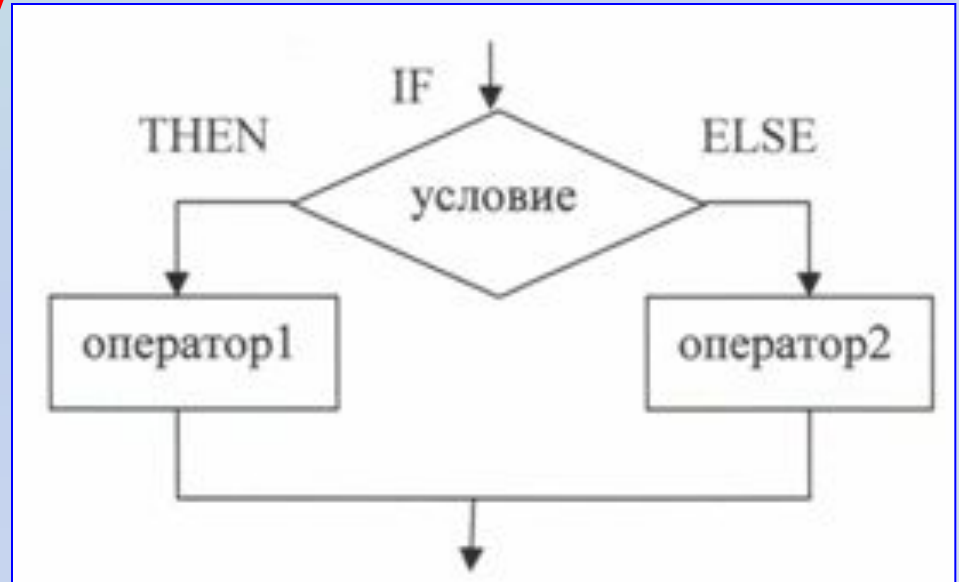 IF
THEN
ELSE
условие
оператор1
оператор2